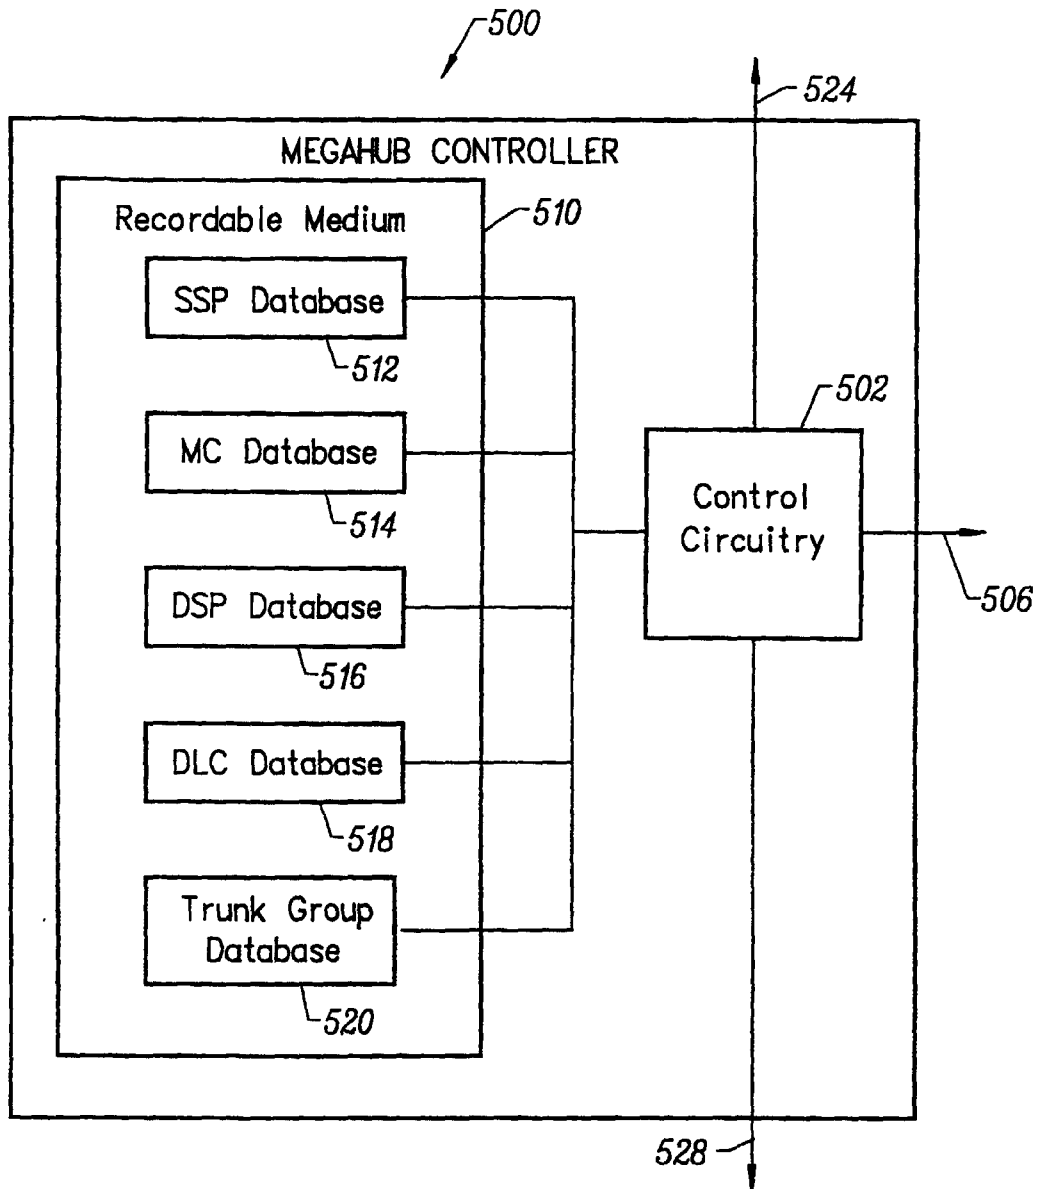 500
524
MEGAHUB CONTROLLER
Recordable Medium
510
SSP Database
512
502
MC Database
514
Control
Circuitry
506
DSP Database
516
DLC Database
518
Trunk Group
Database
520
528